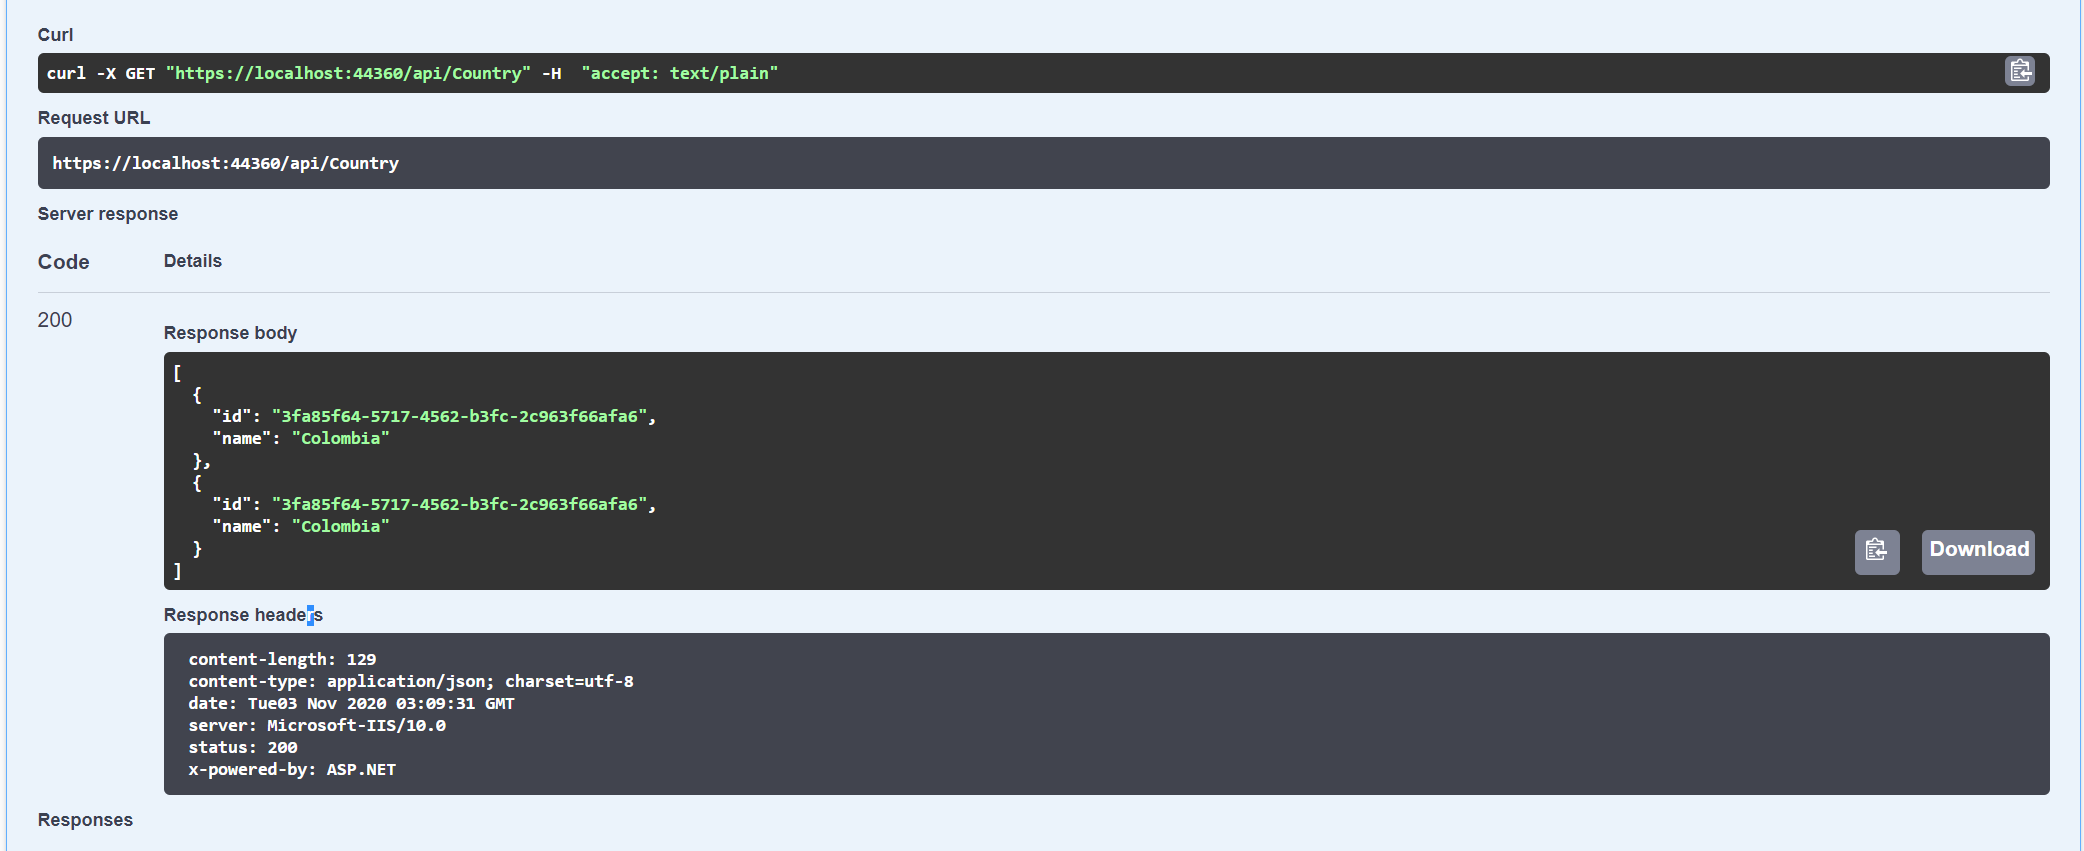 Curl
curl -X GET "https://localhost:44360/api/Country" -H  "accept: text/plain"
Request URL
https://localhost:44360/api/Country
Server response
Code Details
200
Response body
[
  {
    "id": "3fa85f64-5717-4562-b3fc-2c963f66afa6",
    "name": "Colombia"
  },
  {
    "id": "3fa85f64-5717-4562-b3fc-2c963f66afa6",
    "name": "Colombia"
  }
]
Download
Response headers
content-length: 129
content-type: application/json; charset=utf-8
date: Tue03 Nov 2020 03:09:31 GMT
server: Microsoft-IIS/10.0
status: 200
x-powered-by: ASP.NET
Responses